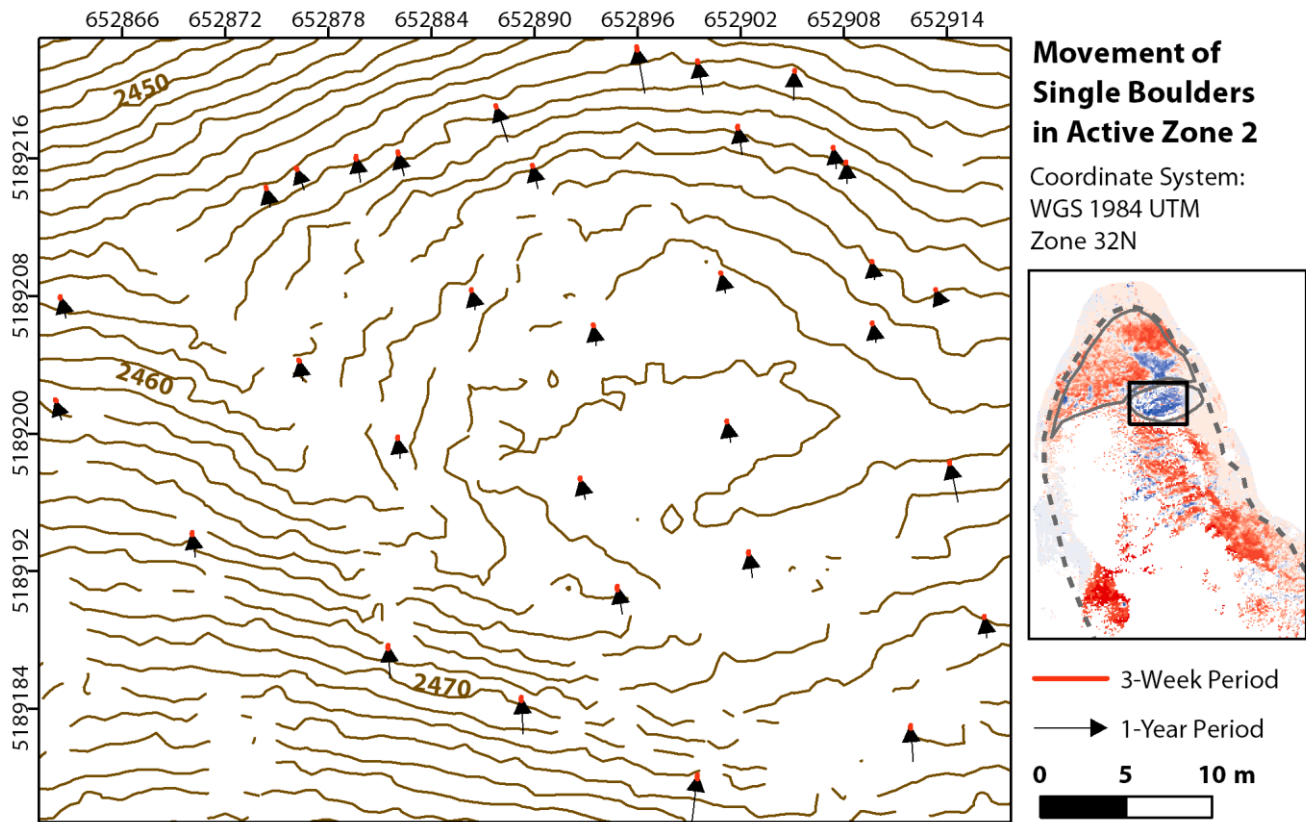 652866 652872 652878 652884 652890 652896 652902 652908 652914
5189216
5189208
5189200
5189192
5189184
2450
2460
2470
Movement of
Single Boulders
in Active Zone 2
Coordinate System:
WGS 1984 UTM
Zone 32N
3-Week Period
1-Year Period
0 5 10 m